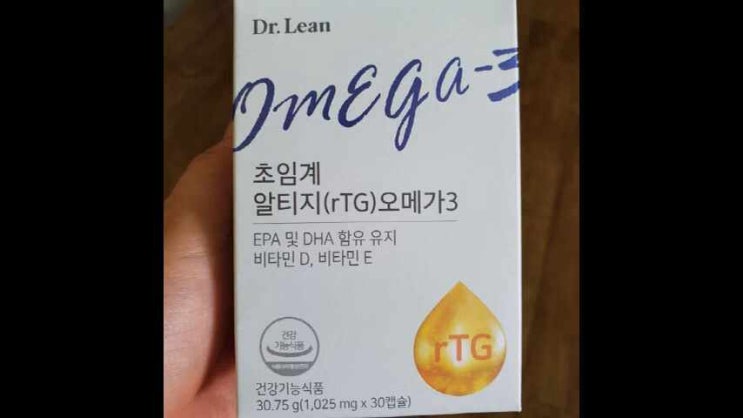 Dr.Lean
Omega-3
초임계
알티지(rTG)오메가3
EPA 및 DHA 함유 유지
비타민 D, 비타민 E
rTG
건강
기능식품
건강기능식품
30.75 g(1,025 mg x 30캡슐)